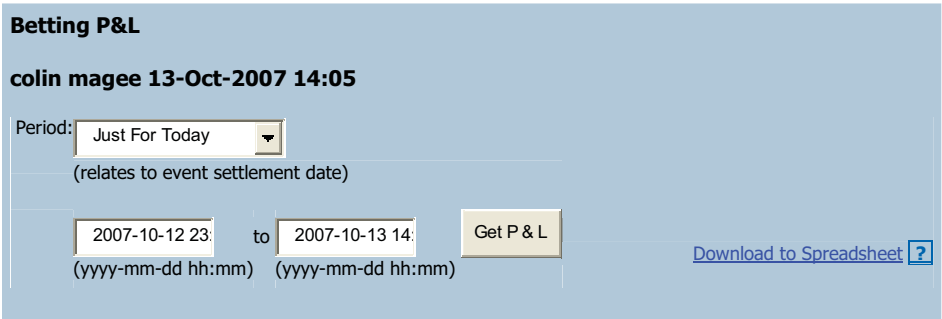 Betting P&L
colin magee 13-Oct-2007 14:05
Period: Just For Today
(relates to event settlement date)
2007-10-12 23: to 2007-10-13 14: Get P & L
(yyyy-mm-dd hh:mm) (yyyy-mm-dd hh:mm) Download to Spreadsheet ?